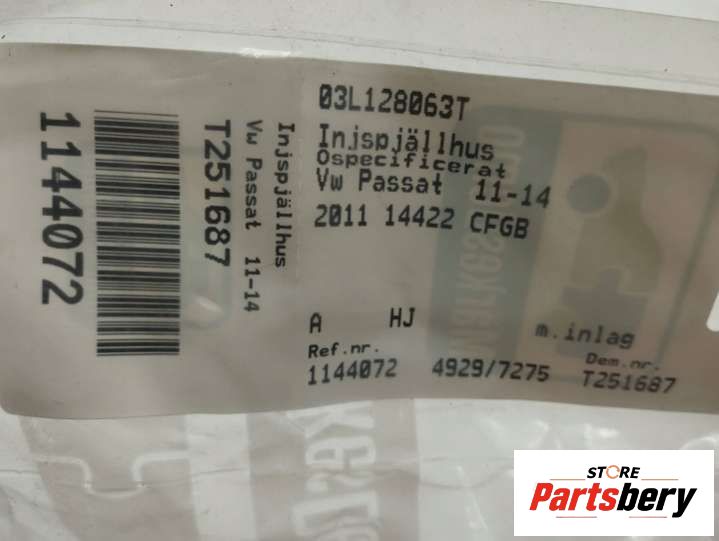 1144072
T251687
Vw Passat 11-14
Injspjällhus
03L128063T
Injspjällhus
Ospecificerat
Vw Passat 11-14
2011 14422 CFGB
A HJ m.inlag
Ref.nr. Dem.nr.
1144072 4929/7275 T251687
STORE
Partsbery